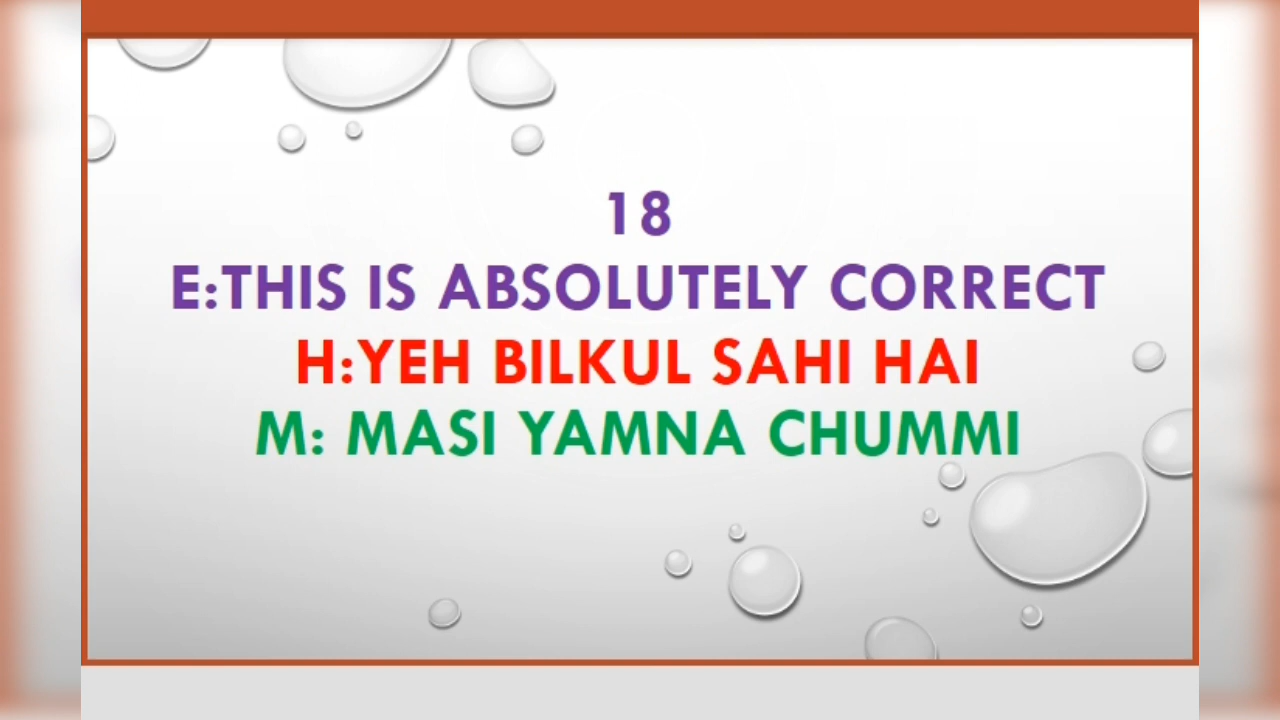 18
E:THIS IS ABSOLUTELY CORRECT
H:YEH BILKUL SAHI HAI
M: MASI YAMNA CHUMMI